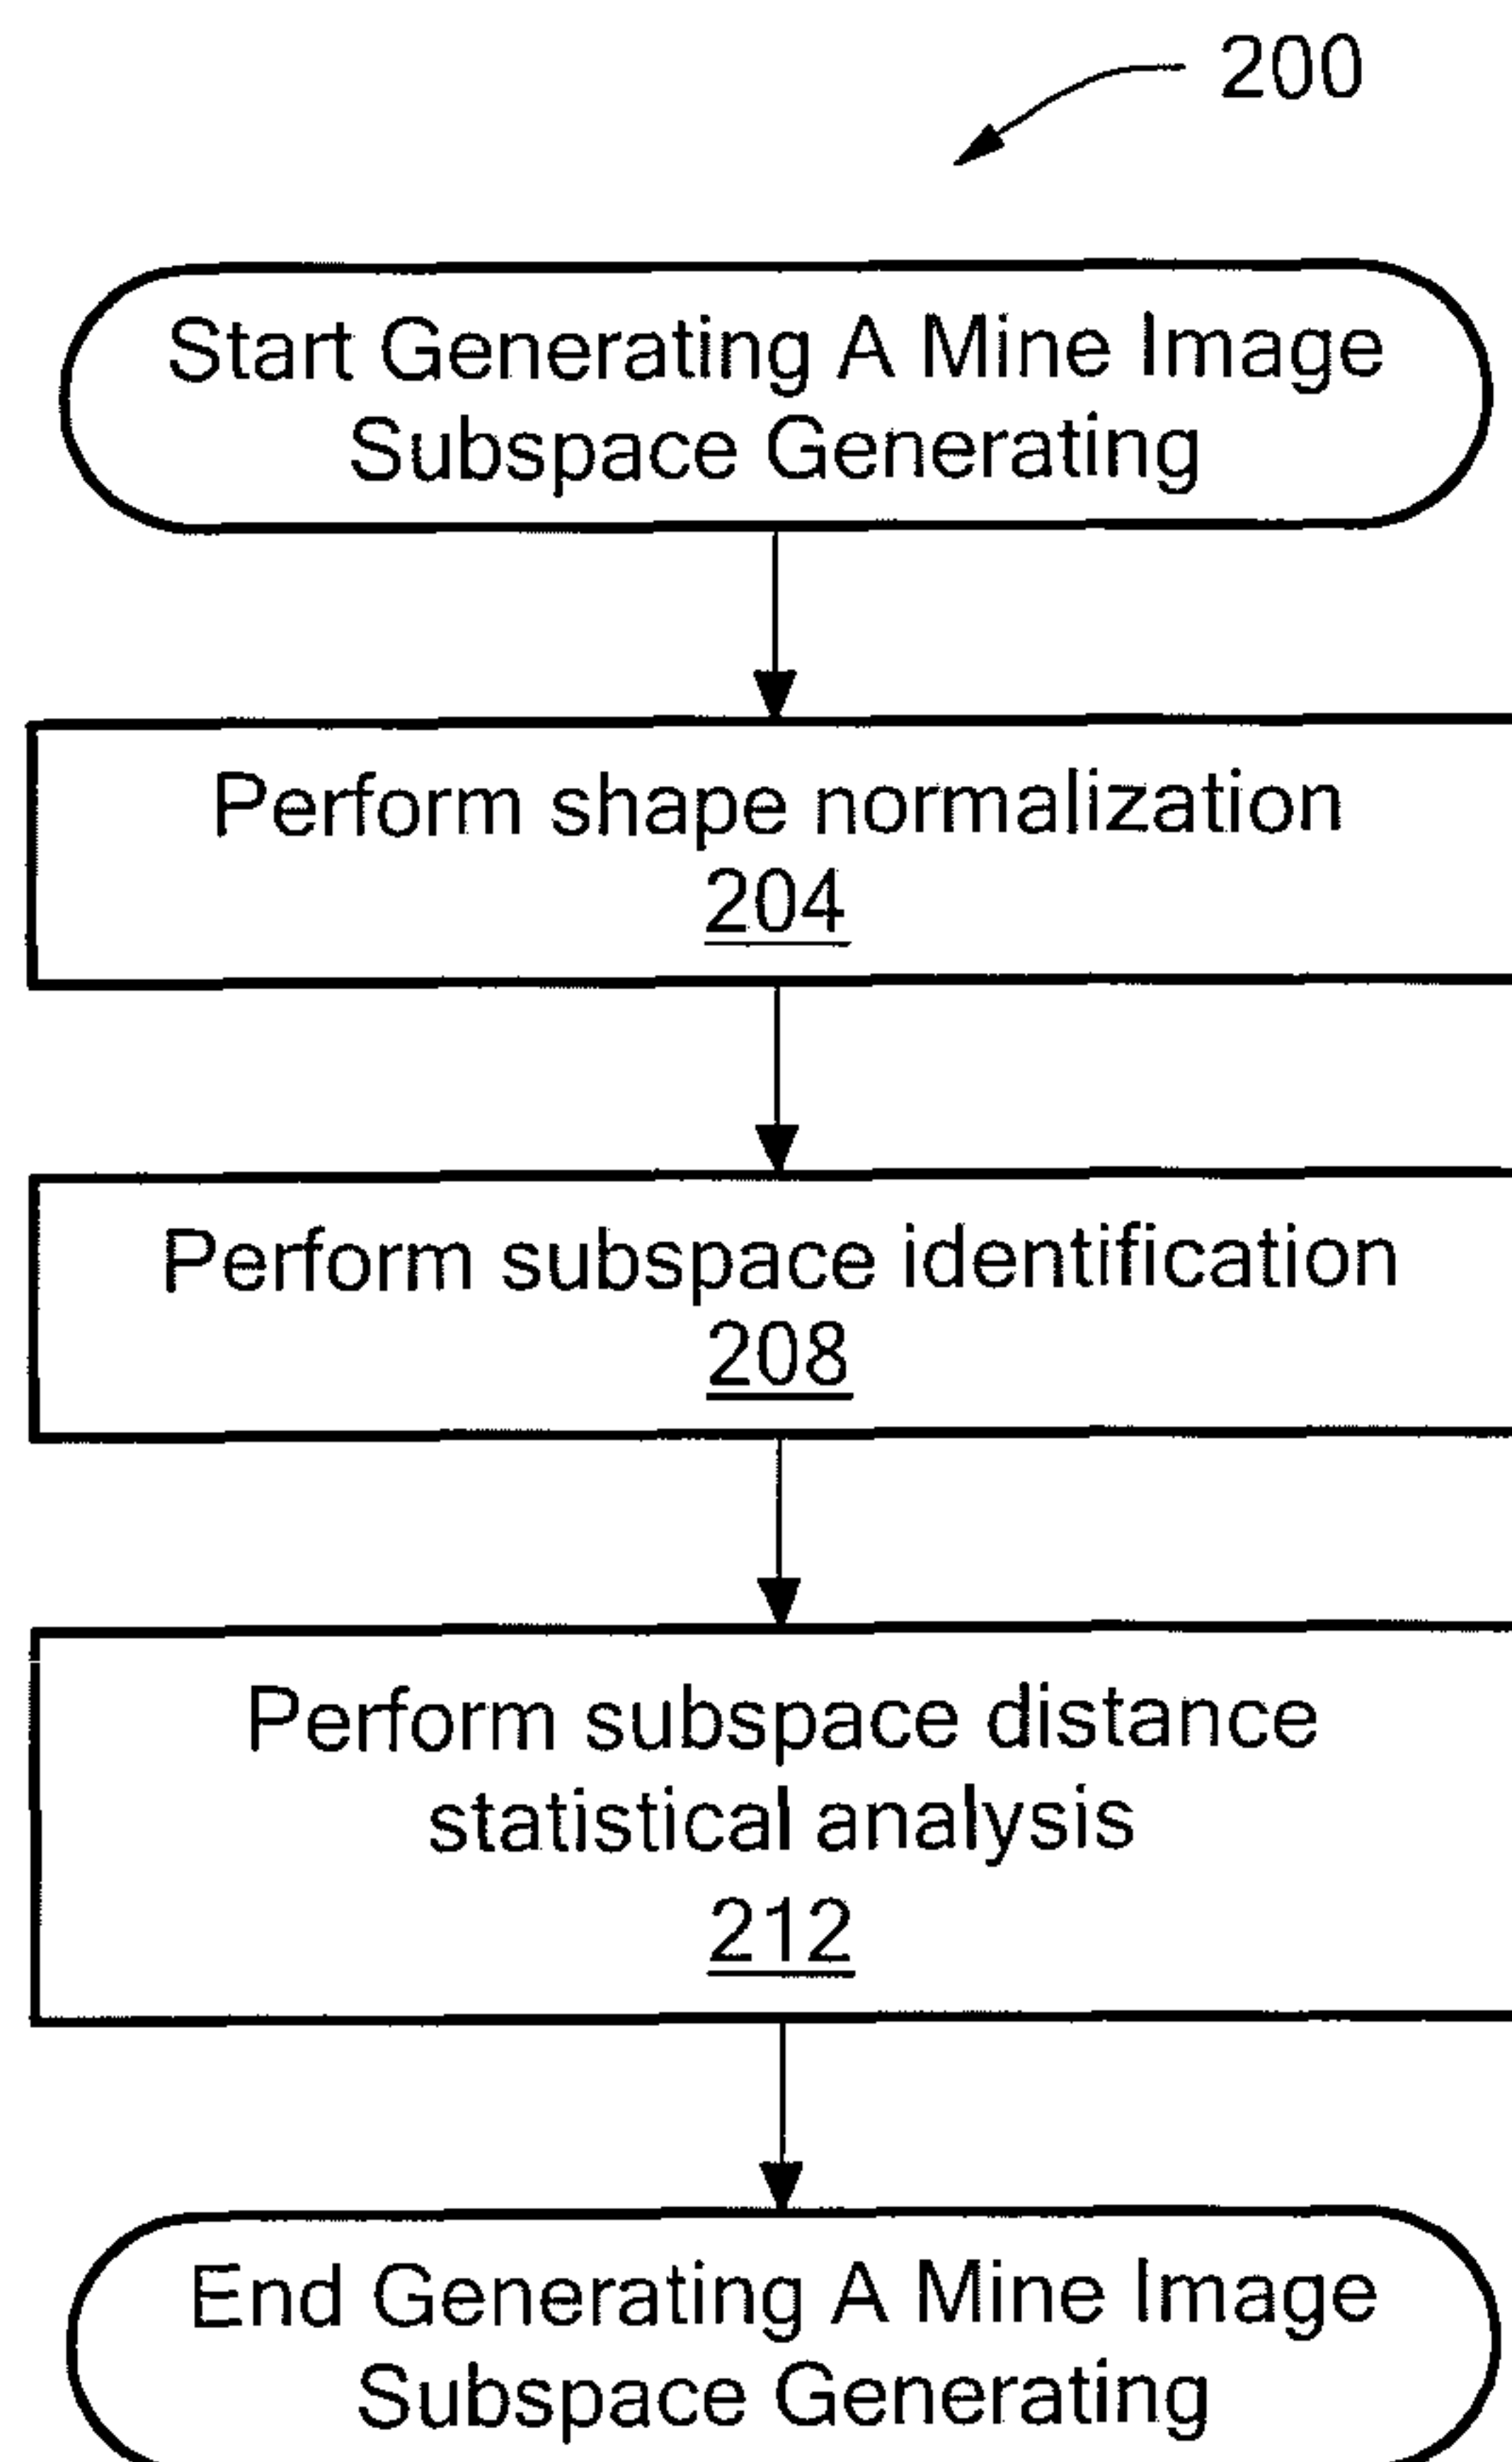 200
Start Generating A Mine Image
Subspace Generating
Perform shape normalization
204
Perform subspace identification
208
Perform subspace distance
statistical analysis
212
End Generating A Mine Image
Subspace Generating